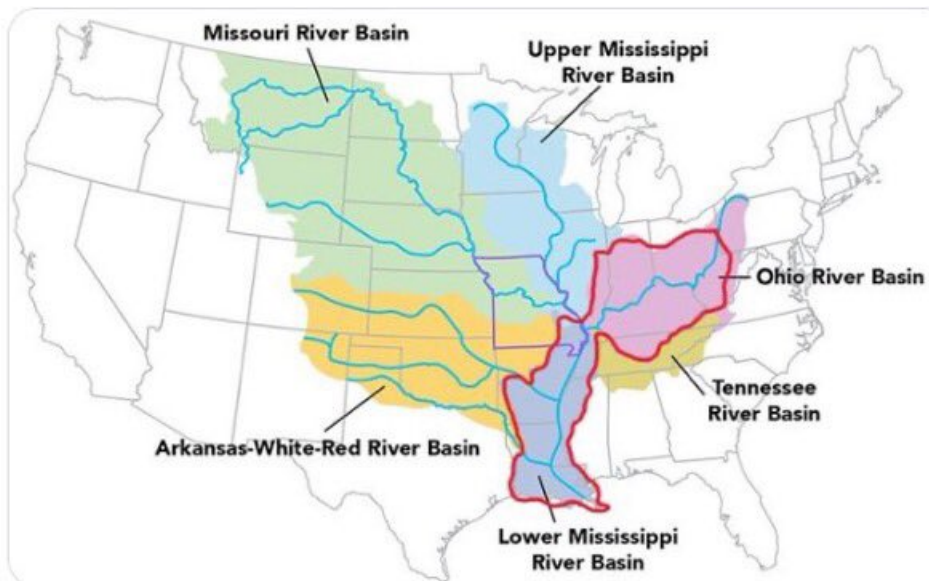 Missouri River Basin
Upper Mississippi
River Basin
Ohio River Basin
Tennessee
River Basin
Arkansas-White-Red River Basin
Lower Mississippi
River Basin